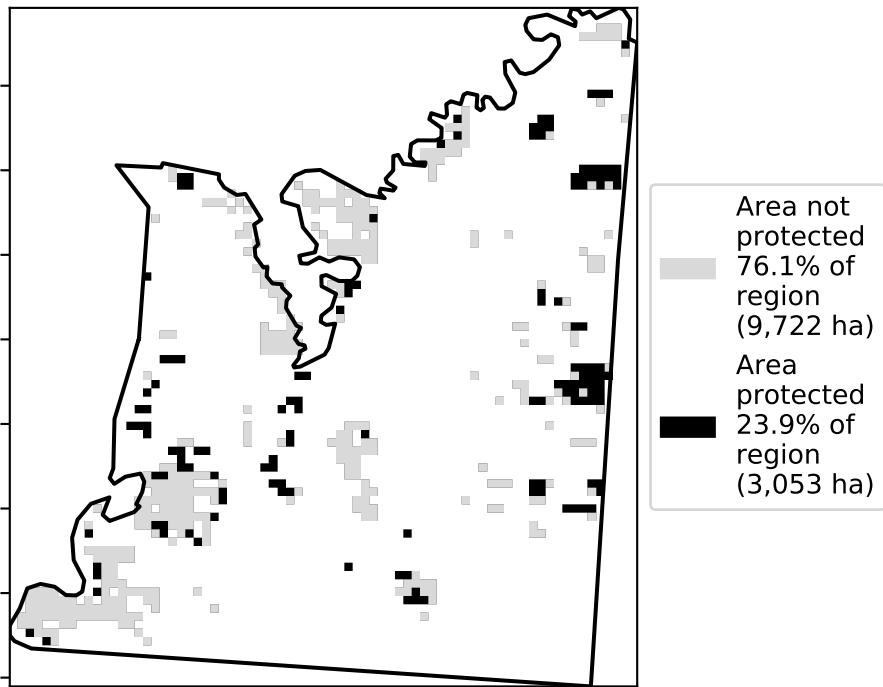 Area not
protected
76.1% of
region
(9,722 ha)
Area
protected
23.9% of
region
(3,053 ha)